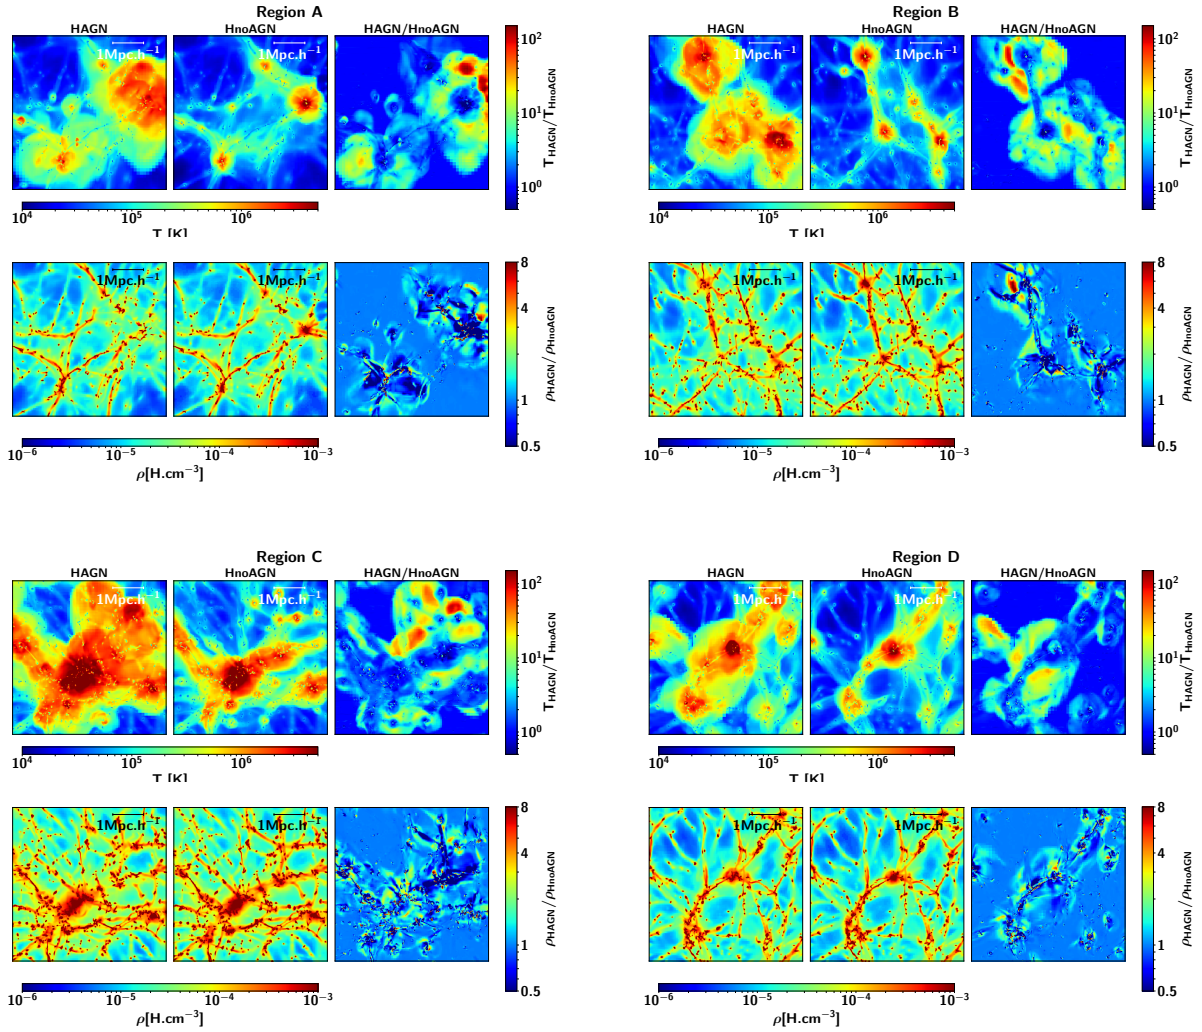 Region A
HAGN HnoAGN HAGN/HnoAGN
1Mpc.h⁻¹ 1Mpc.h⁻¹
10² 10¹ 10⁰
T_HAGN/T_HnoAGN
10⁴ 10⁵ 10⁶
T [K]
1Mpc.h⁻¹ 1Mpc.h⁻¹
8 4 1 0.5
ρ_HAGN/ρ_HnoAGN
10⁻⁶ 10⁻⁵ 10⁻⁴ 10⁻³
ρ[H.cm⁻³]
Region B
HAGN HnoAGN HAGN/HnoAGN
1Mpc.h⁻¹ 1Mpc.h⁻¹
10² 10¹ 10⁰
T_HAGN/T_HnoAGN
10⁴ 10⁵ 10⁶
T [K]
1Mpc.h⁻¹ 1Mpc.h⁻¹
8 4 1 0.5
ρ_HAGN/ρ_HnoAGN
10⁻⁶ 10⁻⁵ 10⁻⁴ 10⁻³
ρ[H.cm⁻³]
Region C
HAGN HnoAGN HAGN/HnoAGN
1Mpc.h⁻¹ 1Mpc.h⁻¹
10² 10¹ 10⁰
T_HAGN/T_HnoAGN
10⁴ 10⁵ 10⁶
T [K]
1Mpc.h⁻¹ 1Mpc.h⁻¹
8 4 1 0.5
ρ_HAGN/ρ_HnoAGN
10⁻⁶ 10⁻⁵ 10⁻⁴ 10⁻³
ρ[H.cm⁻³]
Region D
HAGN HnoAGN HAGN/HnoAGN
1Mpc.h⁻¹ 1Mpc.h⁻¹
10² 10¹ 10⁰
T_HAGN/T_HnoAGN
10⁴ 10⁵ 10⁶
T [K]
1Mpc.h⁻¹ 1Mpc.h⁻¹
8 4 1 0.5
ρ_HAGN/ρ_HnoAGN
10⁻⁶ 10⁻⁵ 10⁻⁴ 10⁻³
ρ[H.cm⁻³]